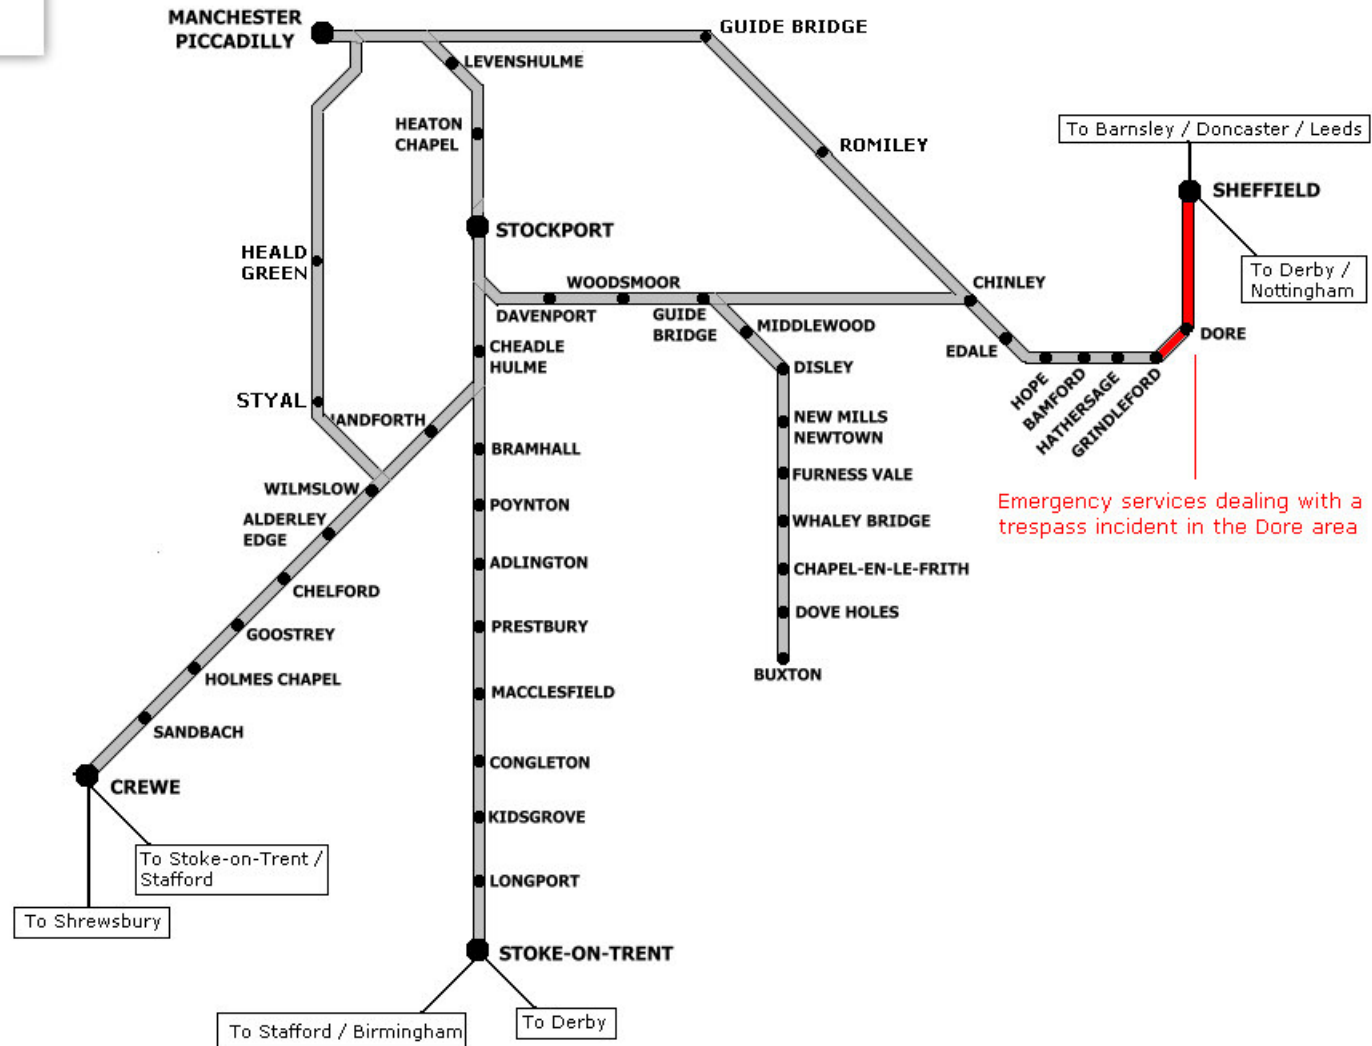 MANCHESTER
PICCADILLY
GUIDE BRIDGE
LEVENSHULME
HEATON
CHAPEL
ROMILEY
To Barnsley / Doncaster / Leeds
SHEFFIELD
STOCKPORT
HEALD
GREEN
To Derby /
Nottingham
WOODSMOOR
CHINLEY
DAVENPORT
GUIDE
BRIDGE
MIDDLEWOOD
DORE
CHEADLE
HULME
EDALE
DISLEY
HOPE
BAMFORD
HATHERSAGE
GRINDLEFORD
STYAL
HANDFORTH
NEW MILLS
NEWTOWN
BRAMHALL
FURNESS VALE
WILMSLOW
POYNTON
Emergency services dealing with a
trespass incident in the Dore area
ALDERLEY
EDGE
WHALEY BRIDGE
ADLINGTON
CHAPEL-EN-LE-FRITH
CHELFORD
DOVE HOLES
GOOSTREY
PRESTBURY
BUXTON
HOLMES CHAPEL
MACCLESFIELD
SANDBACH
CONGLETON
CREWE
KIDSGROVE
To Stoke-on-Trent /
Stafford
LONGPORT
To Shrewsbury
STOKE-ON-TRENT
To Stafford / Birmingham
To Derby